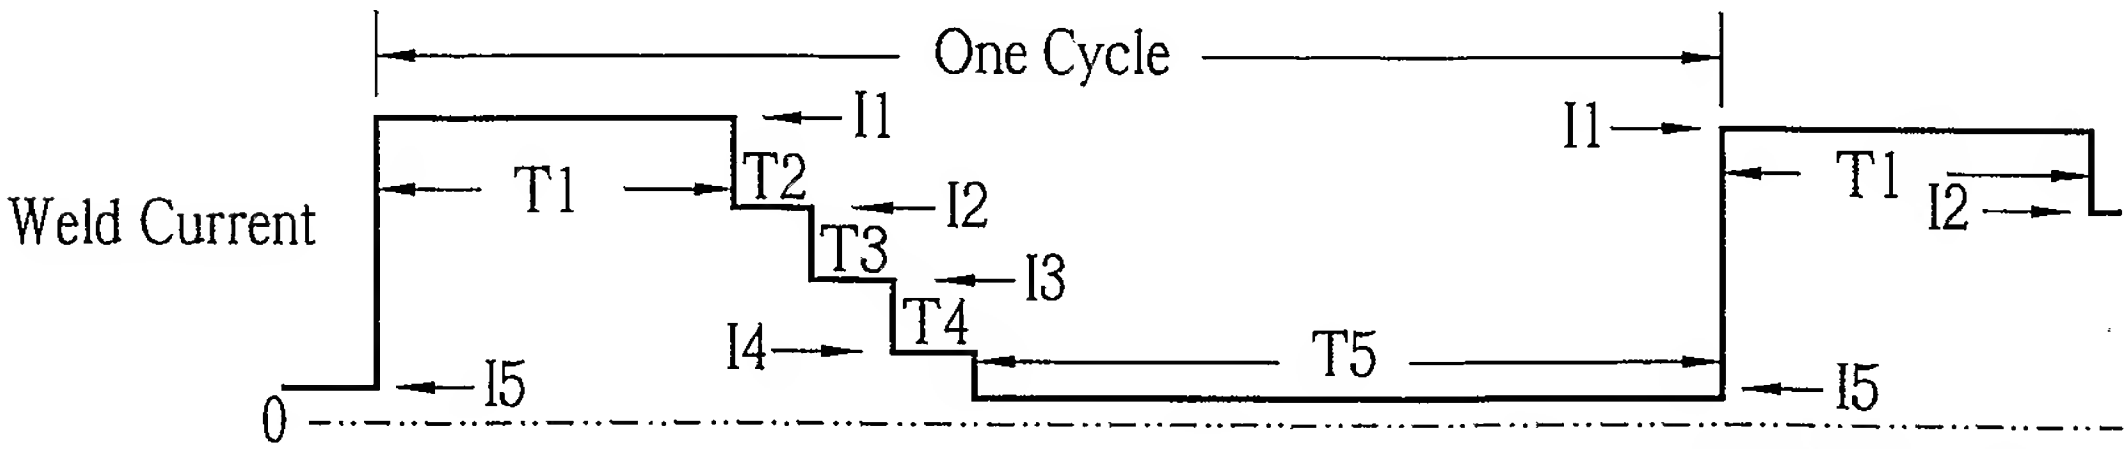 One Cycle
I1
I1
T2
T1
T1
I2
I2
Weld Current
T3
I3
T4
I4
T5
I5
I5
0